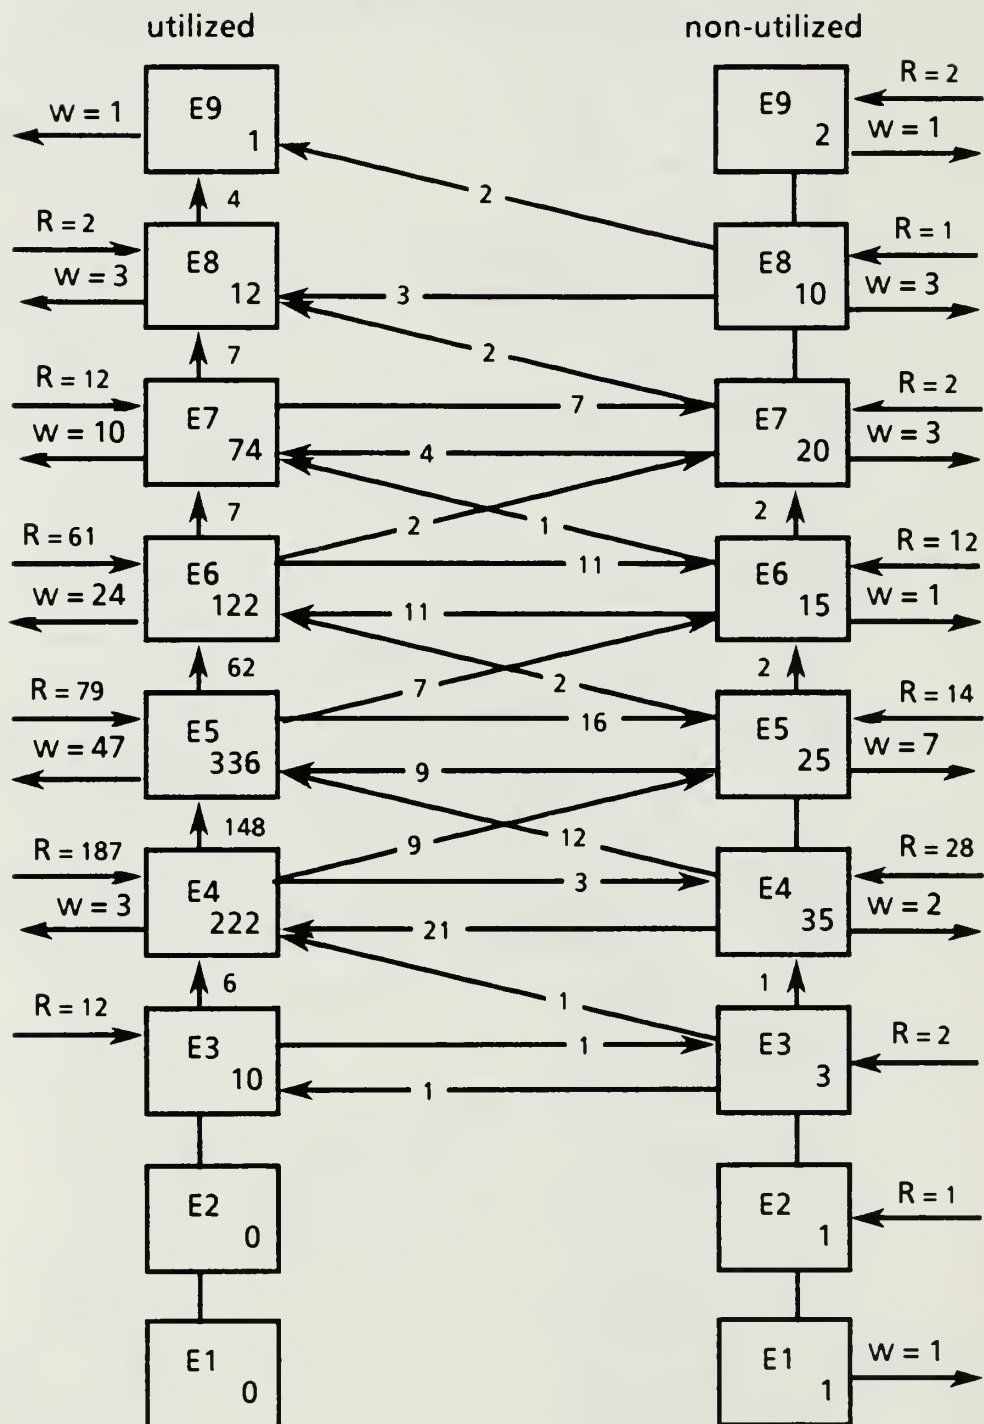 utilized non-utilized
R = 2
E9 E9
W = 1 W = 1
1 2
2
4
R = 2 R = 1
E8 E8
W = 3 W = 3
12 3 10
2
7
R = 12 R = 2
E7 7 E7
W = 10 W = 3
74 4 20
7 2 1 2
R = 61 R = 12
E6 11 E6
W = 24 W = 1
122 11 15
62 7 2 2
R = 79 R = 14
E5 16 E5
W = 47 W = 7
336 9 25
148 9 12
R = 187 R = 28
E4 3 E4
W = 3 W = 2
222 21 35
6 1 1
R = 12 R = 2
E3 1 E3
10 1 3
E2 E2 R = 1
0 1
E1 E1 W = 1
0 1